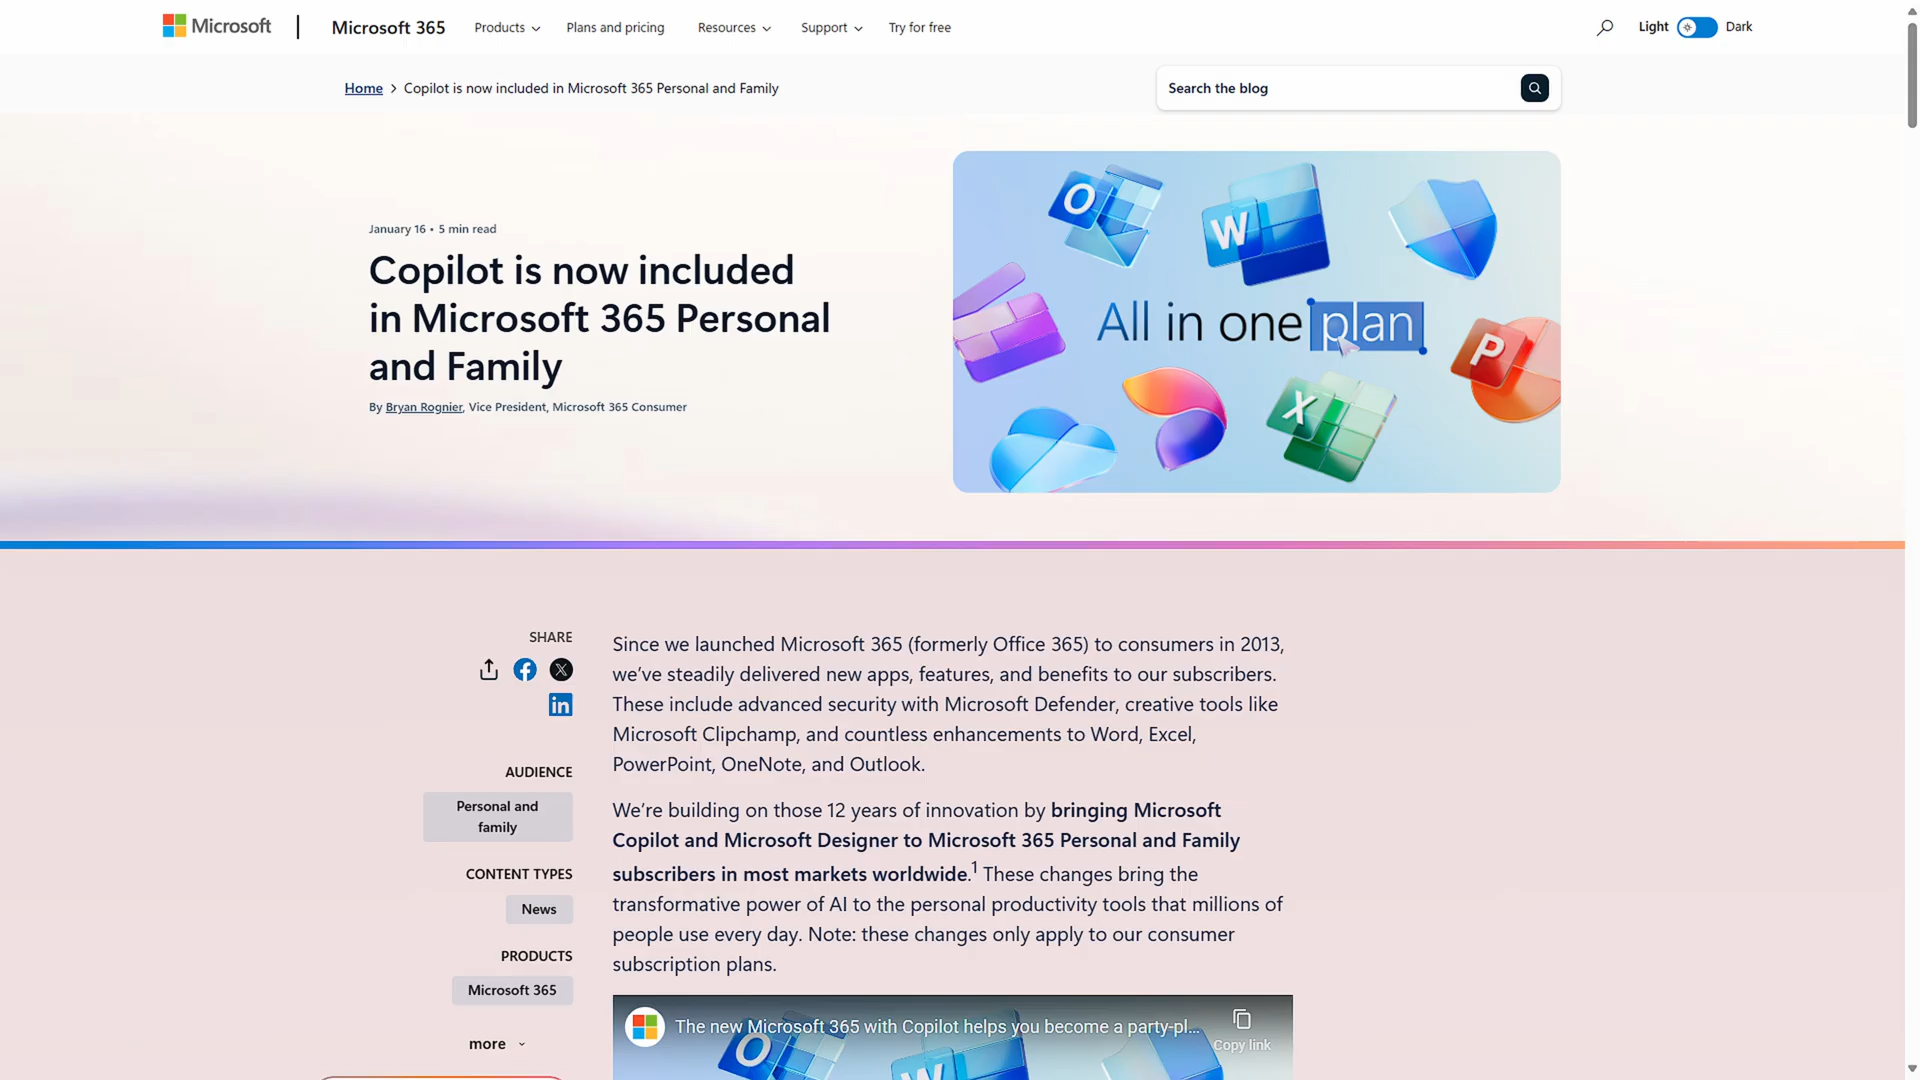 Microsoft
Microsoft 365
Products
Plans and pricing
Resources
Support
Try for free
Light
Dark
Home > Copilot is now included in Microsoft 365 Personal and Family
Search the blog
January 16 • 5 min read
Copilot is now included
in Microsoft 365 Personal
and Family
By Bryan Rognier, Vice President, Microsoft 365 Consumer
O
W
All in one plan
P
X
SHARE
X
in
AUDIENCE
Personal and
family
CONTENT TYPES
News
PRODUCTS
Microsoft 365
more
Since we launched Microsoft 365 (formerly Office 365) to consumers in 2013,
we’ve steadily delivered new apps, features, and benefits to our subscribers.
These include advanced security with Microsoft Defender, creative tools like
Microsoft Clipchamp, and countless enhancements to Word, Excel,
PowerPoint, OneNote, and Outlook.
We’re building on those 12 years of innovation by bringing Microsoft
Copilot and Microsoft Designer to Microsoft 365 Personal and Family
subscribers in most markets worldwide.1 These changes bring the
transformative power of AI to the personal productivity tools that millions of
people use every day. Note: these changes only apply to our consumer
subscription plans.
The new Microsoft 365 with Copilot helps you become a party-pl...
Copy link
O
W